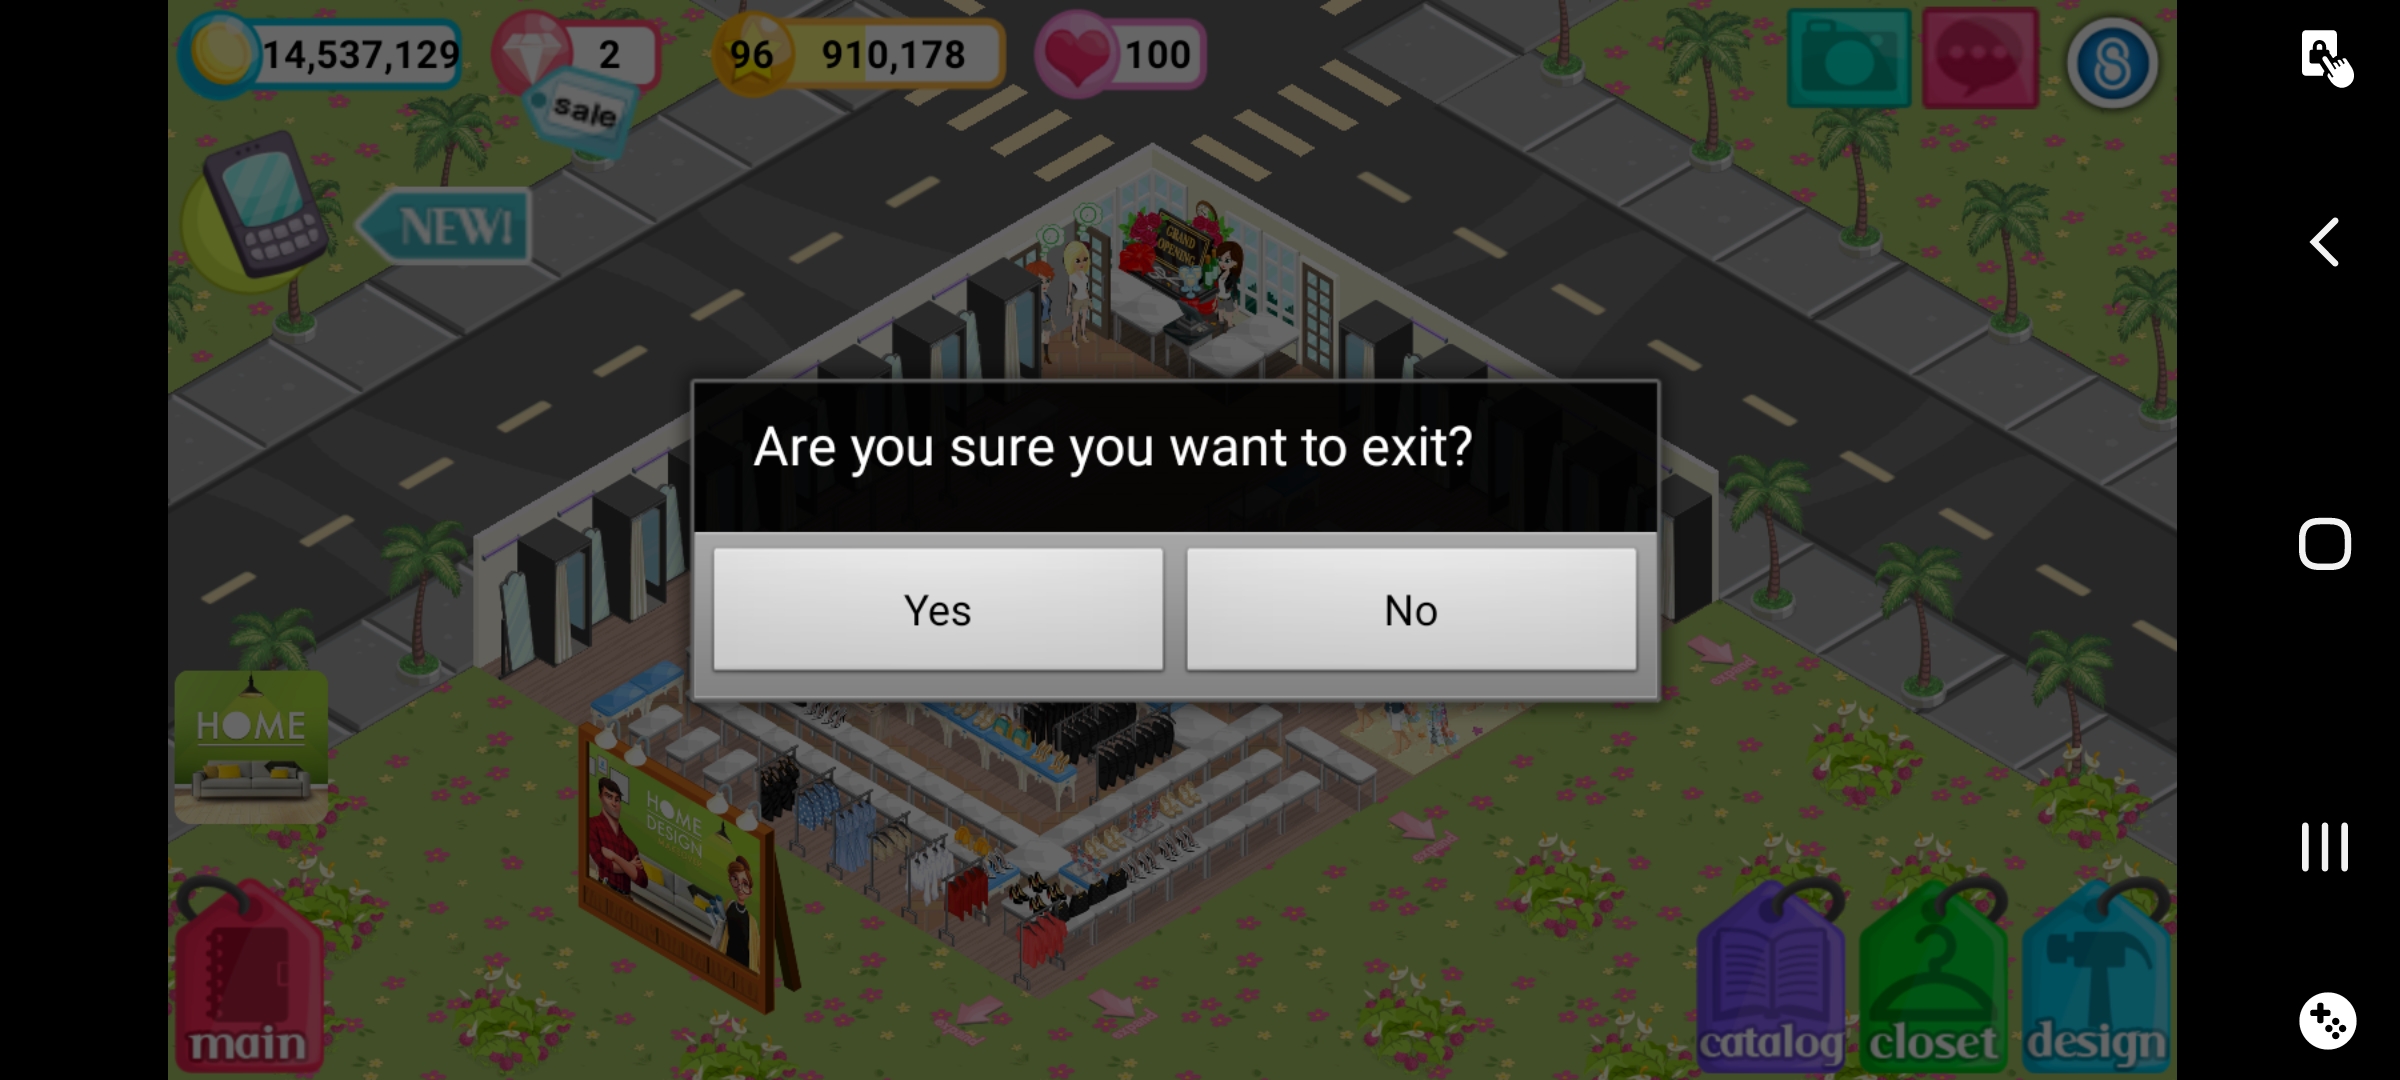 14,537,129
2
96
910,178
100
sale
NEW!
GRAND
OPENING
Are you sure you want to exit?
Yes
No
HOME
HOME
DESIGN
main
catalog
closet
design